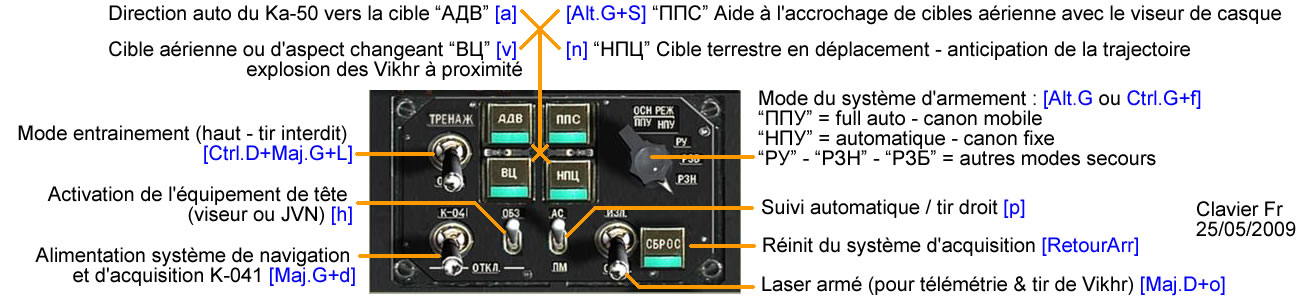 Direction auto du Ka-50 vers la cible “АДВ” [a]
[Alt.G+S] “ППС” Aide à l'accrochage de cibles aérienne avec le viseur de casque
Cible aérienne ou d'aspect changeant “ВЦ” [v]
explosion des Vikhr à proximité
[n] “НПЦ” Cible terrestre en déplacement - anticipation de la trajectoire
Mode du système d'armement : [Alt.G ou Ctrl.G+f]
“ППУ” = full auto - canon mobile
“НПУ” = automatique - canon fixe
“РУ” - “РЗН” - “РЗБ” = autres modes secours
Mode entrainement (haut - tir interdit)
[Ctrl.D+Maj.G+L]
Activation de l'équipement de tête
(viseur ou JVN) [h]
Alimentation système de navigation
et d'acquisition K-041 [Maj.G+d]
ТРЕНАЖ
АДВ
ППС
ОСН РЕЖ
ППУ НПУ
РУ
РЗБ
РЗН
ВЦ
НПЦ
К-041
ОБЗ
АС
ИЗЛ
СБРОС
ОТКЛ.
ПМ
Suivi automatique / tir droit [p]
Réinit du système d'acquisition [RetourArr]
Laser armé (pour télémétrie & tir de Vikhr) [Maj.D+o]
Clavier Fr
25/05/2009